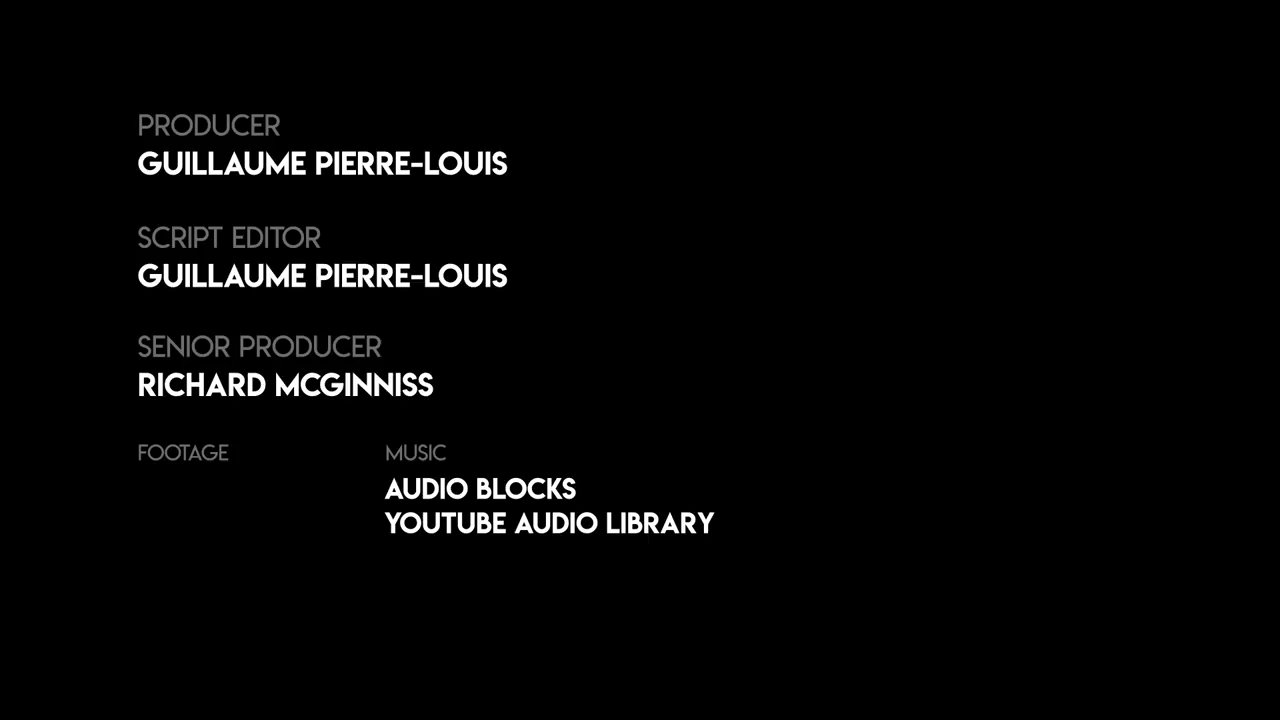 PRODUCER
GUILLAUME PIERRE-LOUIS
SCRIPT EDITOR
GUILLAUME PIERRE-LOUIS
SENIOR PRODUCER
RICHARD MCGINNISS
FOOTAGE
MUSIC
AUDIO BLOCKS
YOUTUBE AUDIO LIBRARY